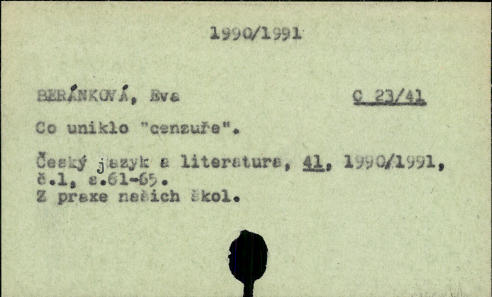 1990/1991
BERÁNKOVÁ, Eva C 23/41
Co uniklo "cenzuře".
Český jazyk a literatura, 41, 1990/1991,
č.1, s.61-65.
Z praxe našich škol.